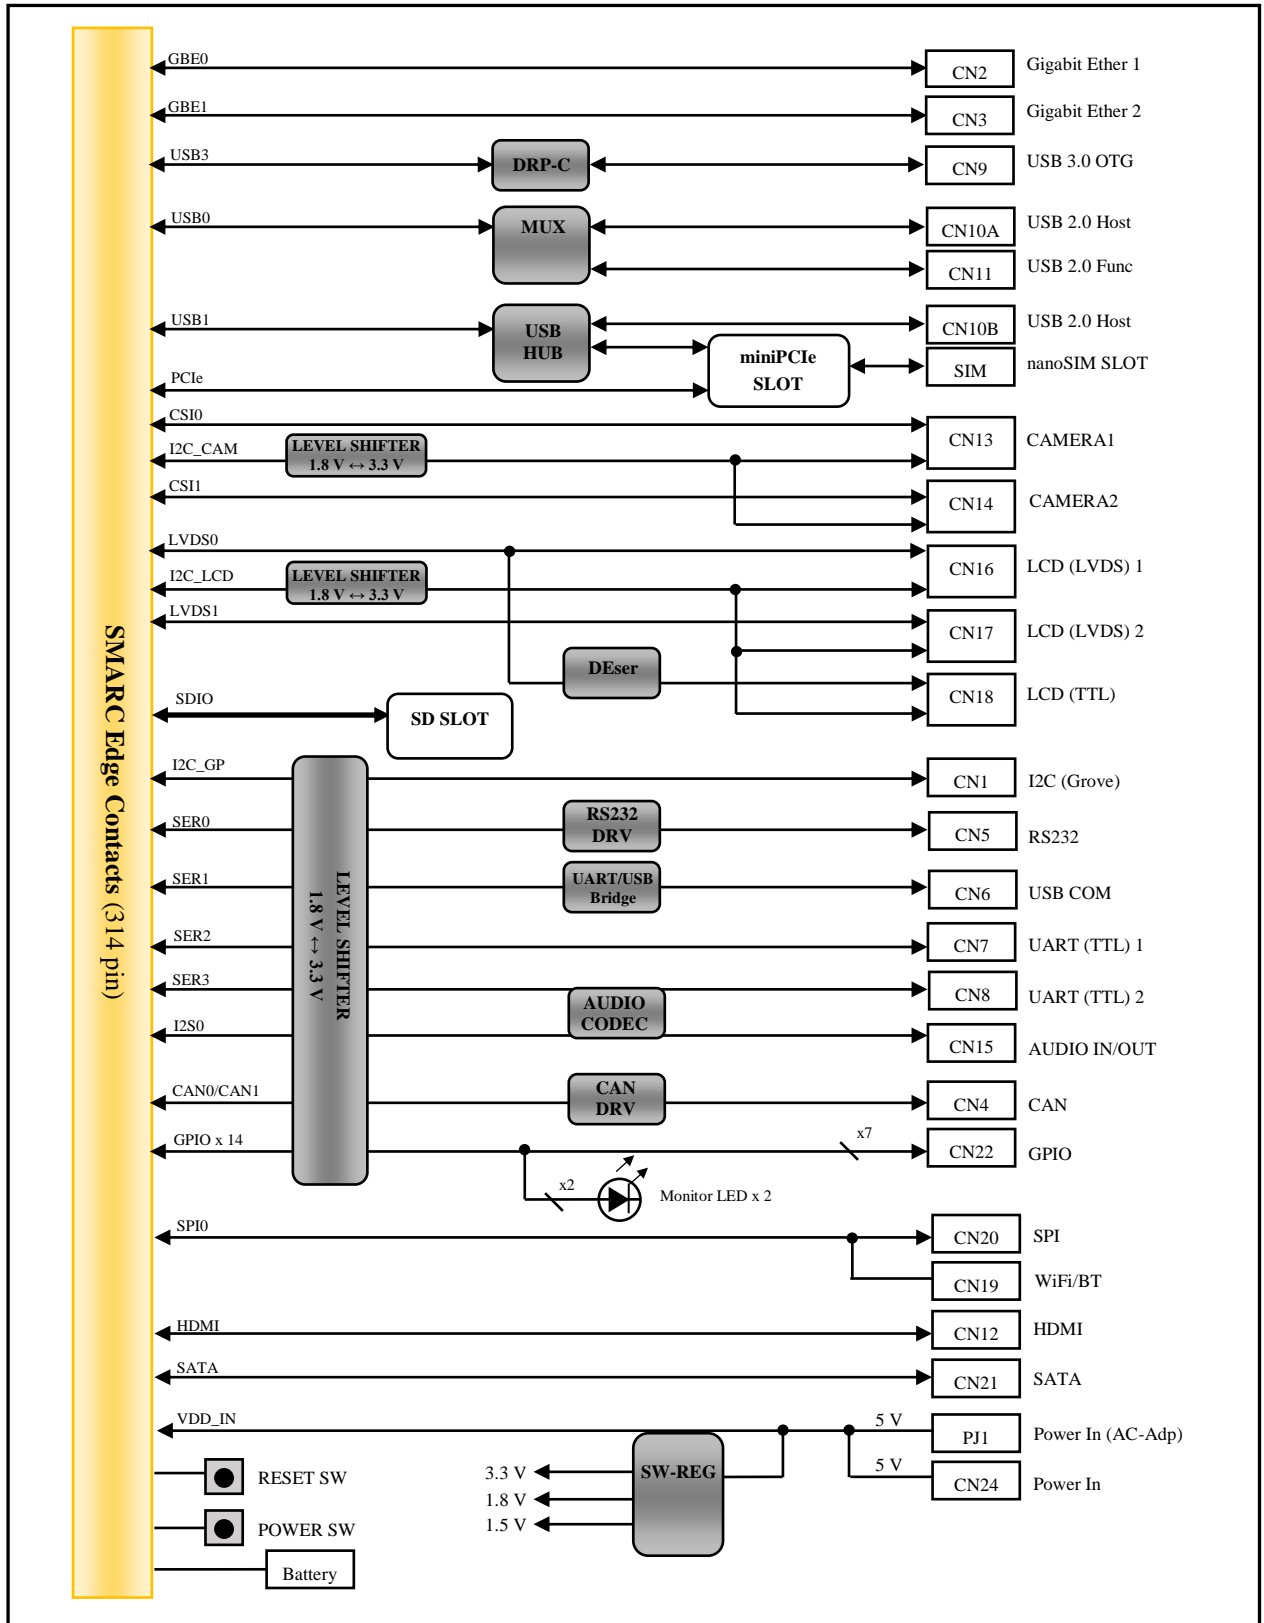 GBE0
CN2
Gigabit Ether 1
GBE1
CN3
Gigabit Ether 2
USB3
DRP-C
CN9
USB 3.0 OTG
USB0
MUX
CN10A
USB 2.0 Host
CN11
USB 2.0 Func
USB1
USB
HUB
CN10B
USB 2.0 Host
miniPCIe
SLOT
SIM
nanoSIM SLOT
PCIe
CSI0
CN13
CAMERA1
I2C_CAM
LEVEL SHIFTER
1.8 V ↔ 3.3 V
CSI1
CN14
CAMERA2
LVDS0
CN16
LCD (LVDS) 1
I2C_LCD
LEVEL SHIFTER
1.8 V ↔ 3.3 V
LVDS1
CN17
LCD (LVDS) 2
DEser
CN18
LCD (TTL)
SMARC Edge Contacts (314 pin)
SDIO
SD SLOT
I2C_GP
LEVEL SHIFTER
1.8 V ↔ 3.3 V
CN1
I2C (Grove)
SER0
RS232
DRV
CN5
RS232
SER1
UART/USB
Bridge
CN6
USB COM
SER2
CN7
UART (TTL) 1
SER3
CN8
UART (TTL) 2
I2S0
AUDIO
CODEC
CN15
AUDIO IN/OUT
CAN0/CAN1
CAN
DRV
CN4
CAN
GPIO x 14
x7
CN22
GPIO
x2
Monitor LED x 2
SPI0
CN20
SPI
CN19
WiFi/BT
HDMI
CN12
HDMI
SATA
CN21
SATA
VDD_IN
5 V
PJ1
Power In (AC-Adp)
SW-REG
5 V
CN24
Power In
3.3 V
1.8 V
1.5 V
RESET SW
POWER SW
Battery